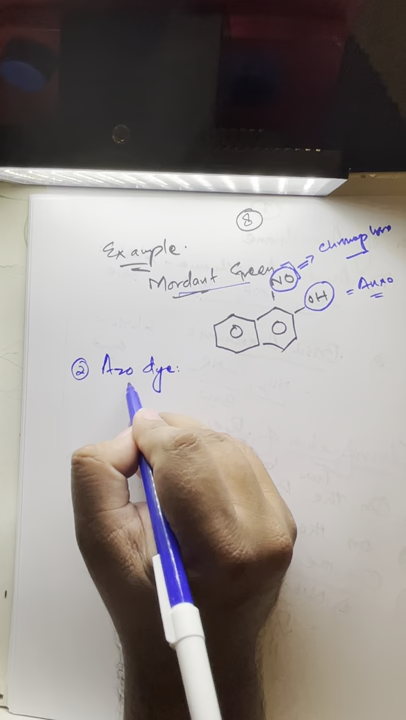 8
Example.
Mordant Green
NO => Chromophore
OH = Auxo
② Azo dye: